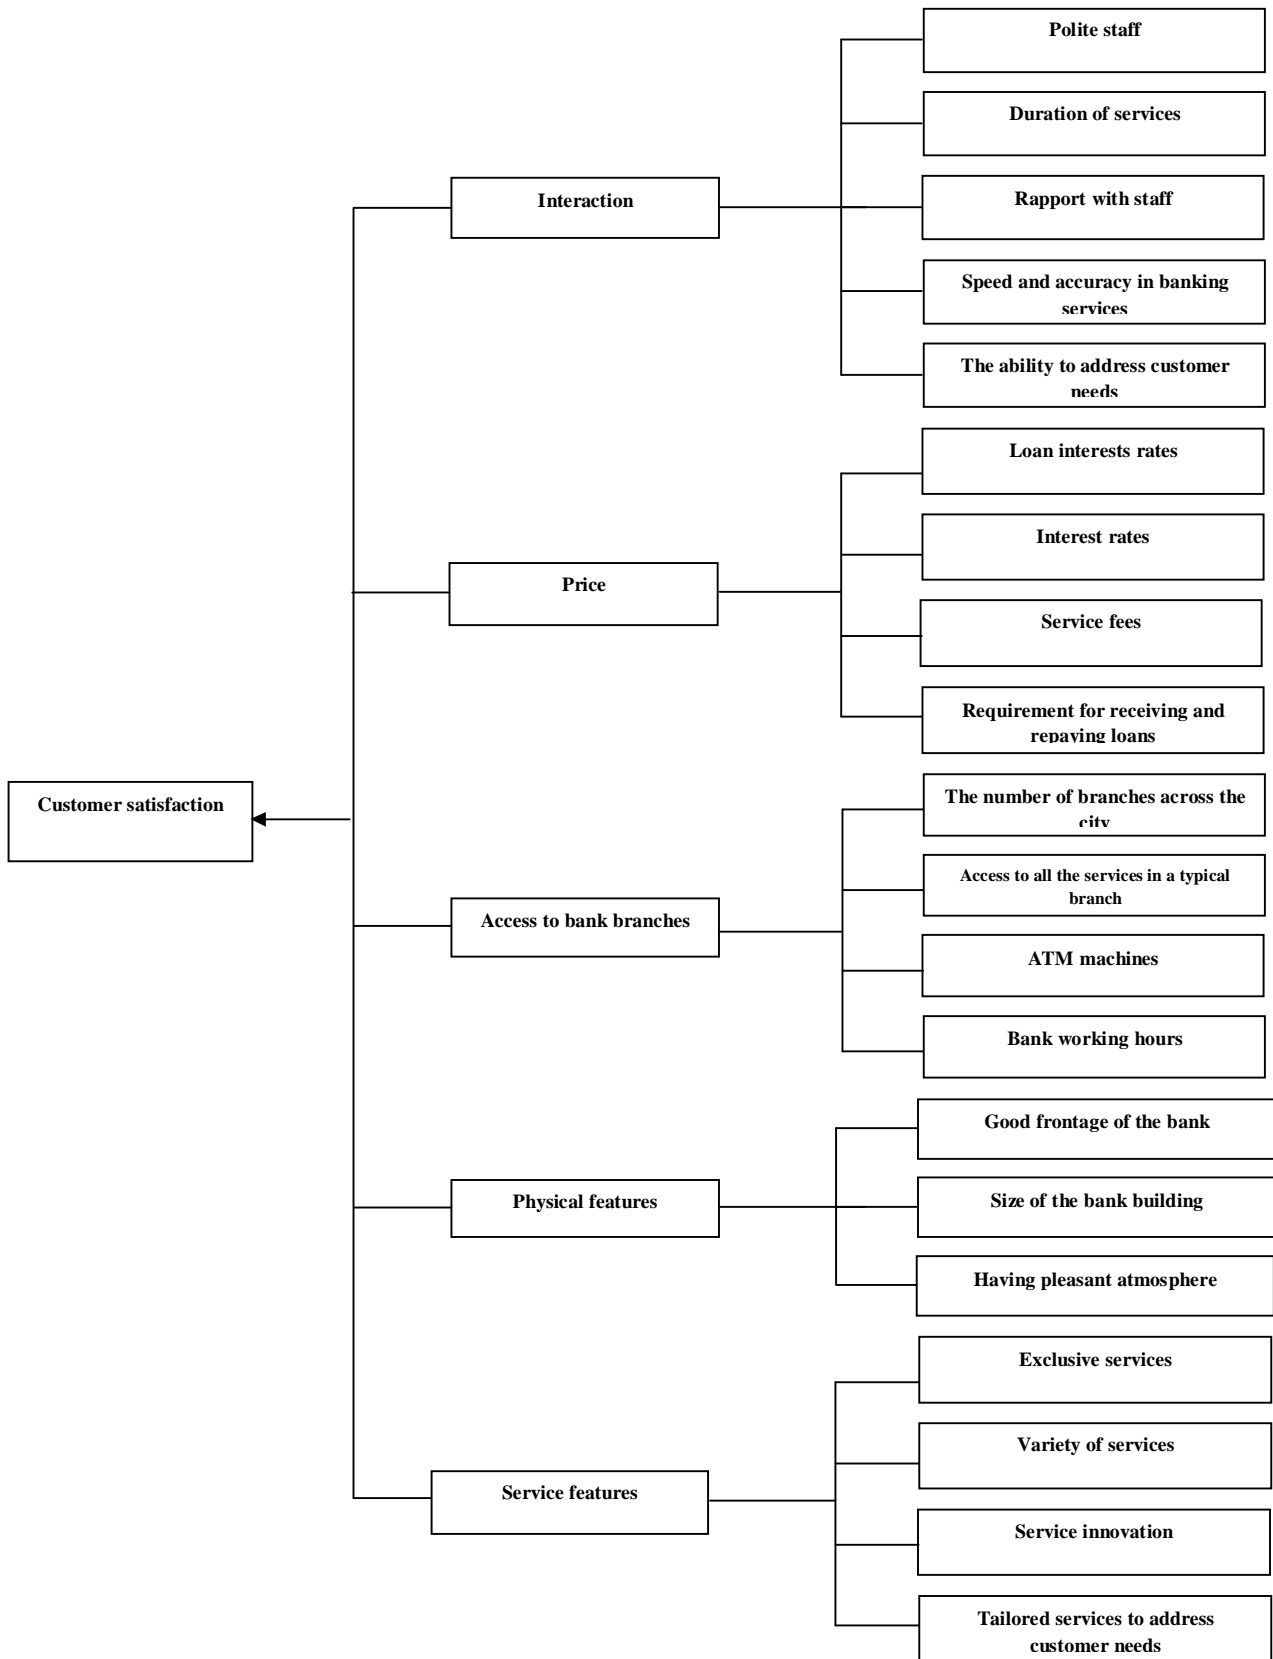 Polite staff
Duration of services
Interaction
Rapport with staff
Speed and accuracy in banking
services
The ability to address customer
needs
Loan interests rates
Interest rates
Price
Service fees
Requirement for receiving and
repaying loans
Customer satisfaction
The number of branches across the
city
Access to all the services in a typical
branch
Access to bank branches
ATM machines
Bank working hours
Good frontage of the bank
Physical features
Size of the bank building
Having pleasant atmosphere
Exclusive services
Variety of services
Service features
Service innovation
Tailored services to address
customer needs